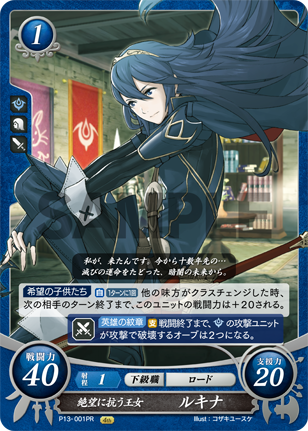 1
SAMPLE
私が、来たんです。今から十数年先の…
滅びの運命をたどった、暗闇の未来から。
希望の子供たち 自 1ターンに1回 他の味方がクラスチェンジした時、
次の相手のターン終了まで、このユニットの戦闘力は+20される。
英雄の紋章 支 戦闘終了まで、の攻撃ユニット
が攻撃で破壊するオーブは2つになる。
戦闘力 40
射程 1 下級職 ロード
支援力 20
絶望に抗う王女 ルキナ
P13-001PR
Illust:コザキユースケ